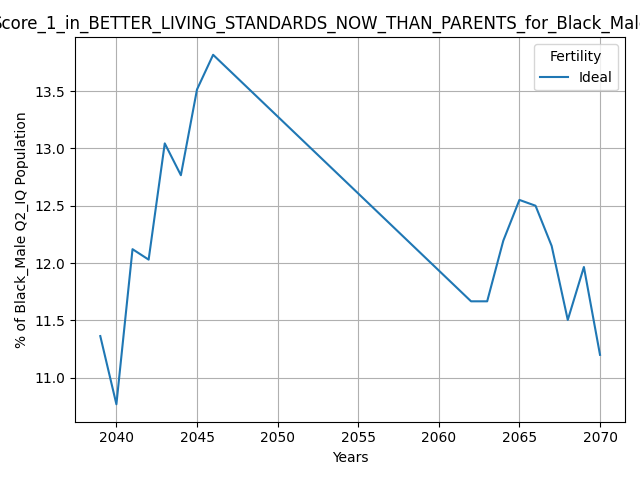 Score_1_in_BETTER_LIVING_STANDARDS_NOW_THAN_PARENTS_for_Black_Male
Fertility
Ideal
% of Black_Male Q2_IQ Population
13.5
13.0
12.5
12.0
11.5
11.0
2040 2045 2050 2055 2060 2065 2070
Years